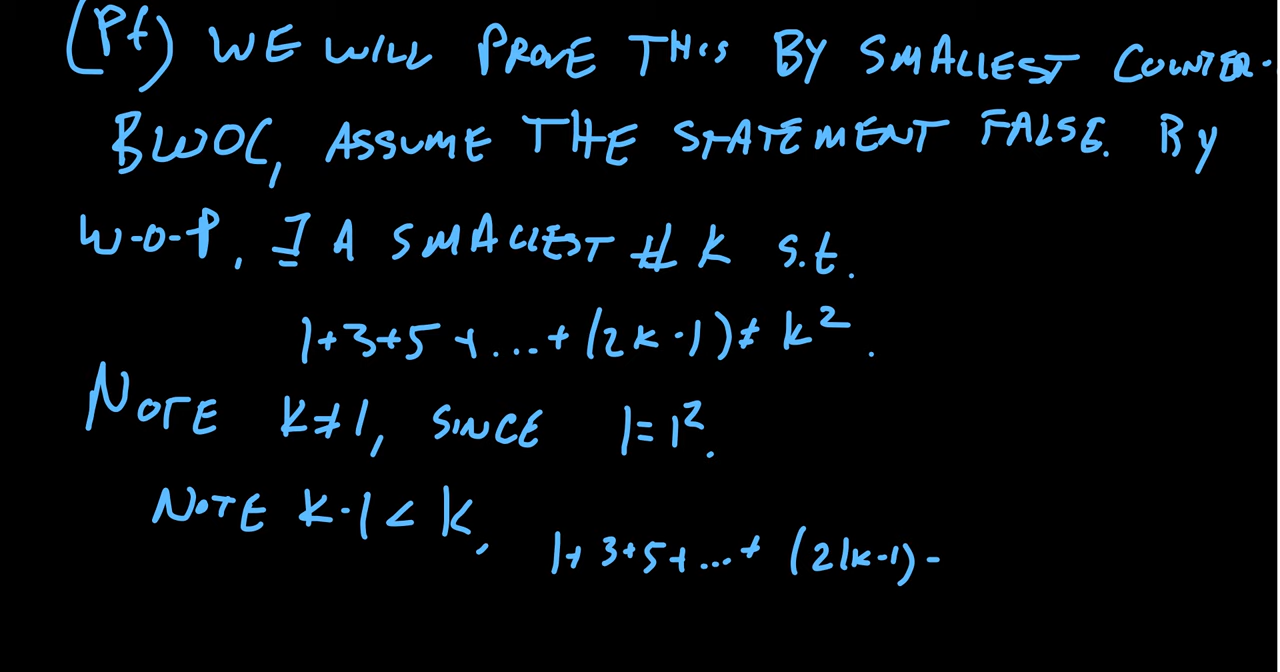 (Pf) WE WILL PROVE THIS BY SMALLEST COUNTER-
BWOC, ASSUME THE STATEMENT FALSE. BY
W-O-P, ∃ A SMALLEST # K s.t.
1+3+5+...+(2k-1)≠ k².
NOTE K≠1, SINCE 1=1².
NOTE K-1< K, 1+3+5+...+(2(k-1)-